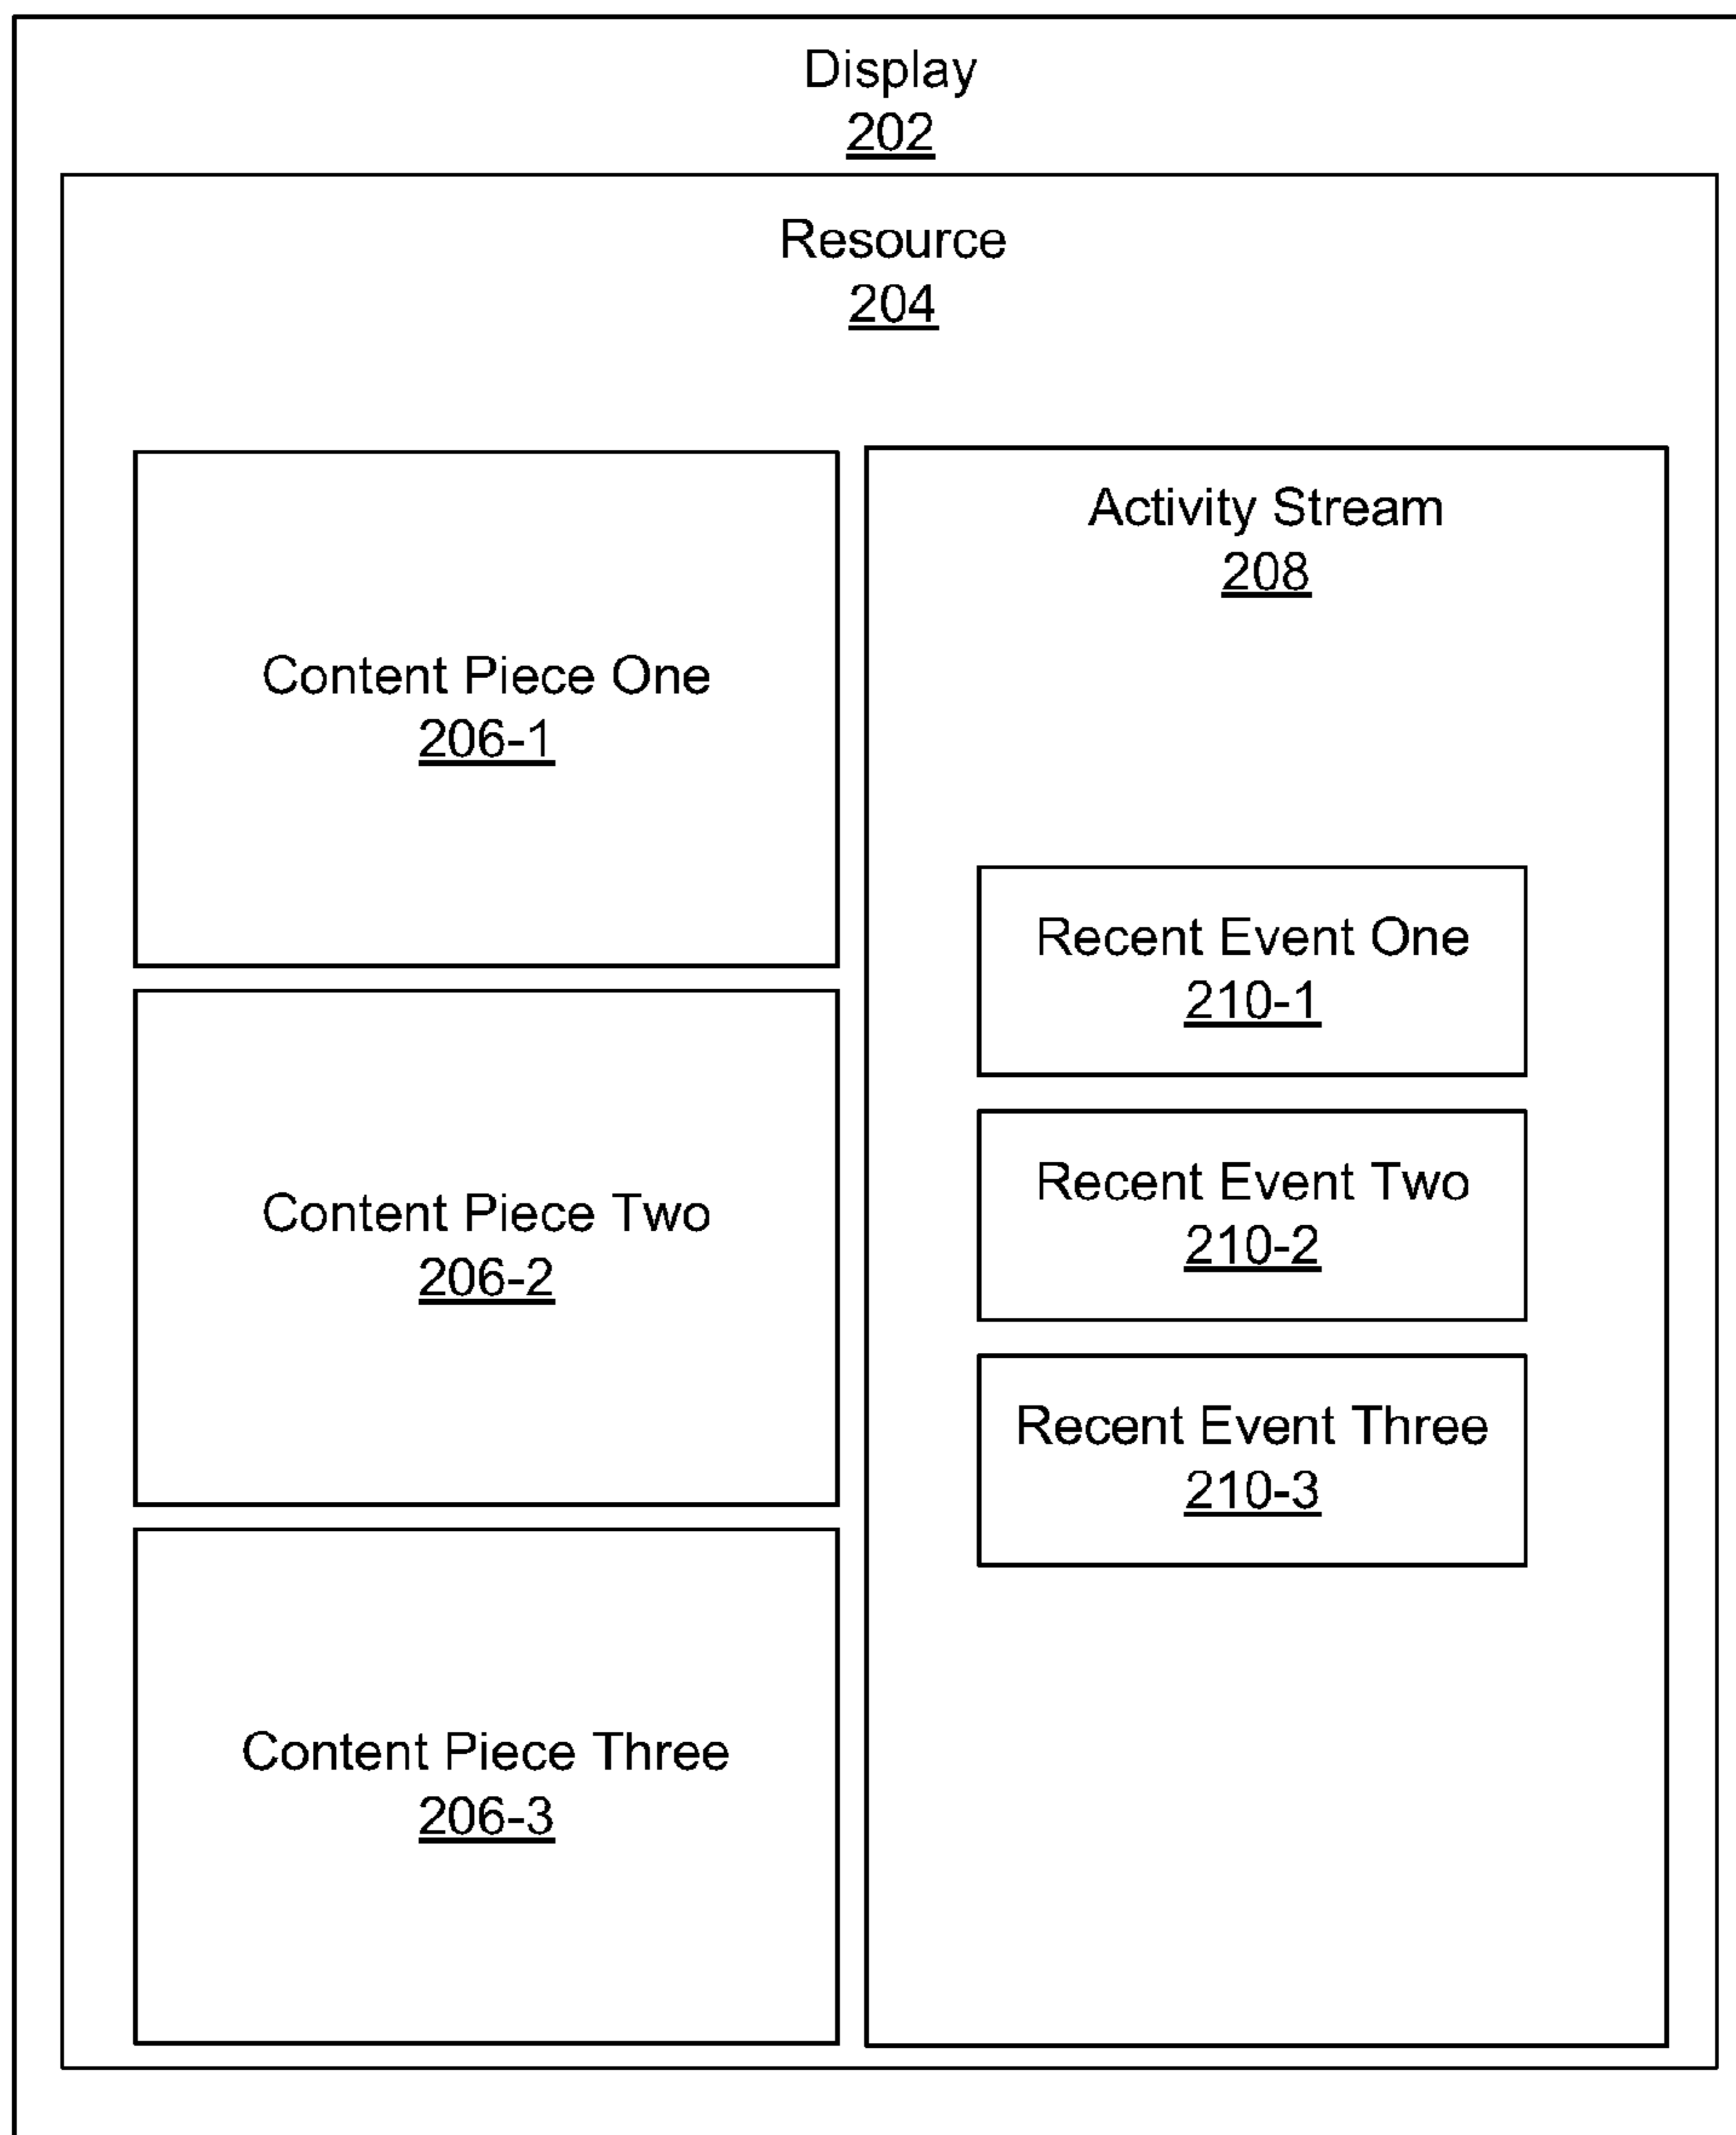 Display
202
Resource
204
Content Piece One
206-1
Content Piece Two
206-2
Content Piece Three
206-3
Activity Stream
208
Recent Event One
210-1
Recent Event Two
210-2
Recent Event Three
210-3